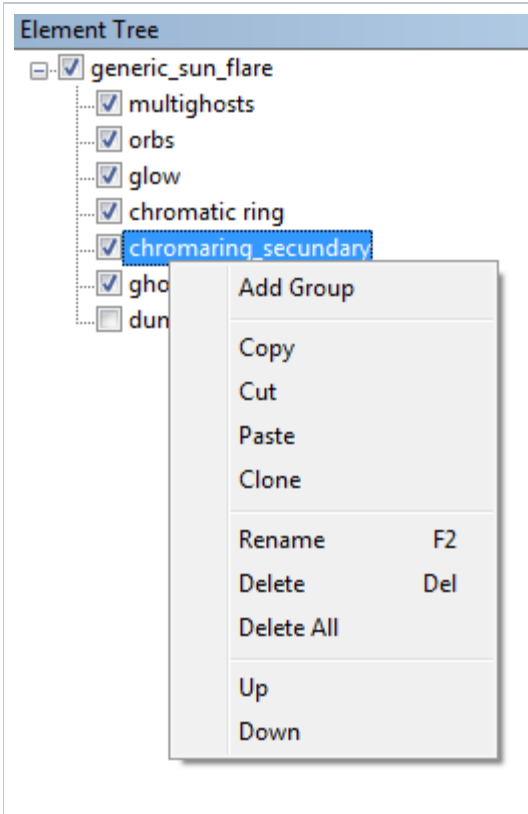 Element Tree
generic_sun_flare
multighosts
orbs
glow
chromatic ring
chromaring_secundary
Add Group
Copy
Cut
Paste
Clone
Rename F2
Delete Del
Delete All
Up
Down